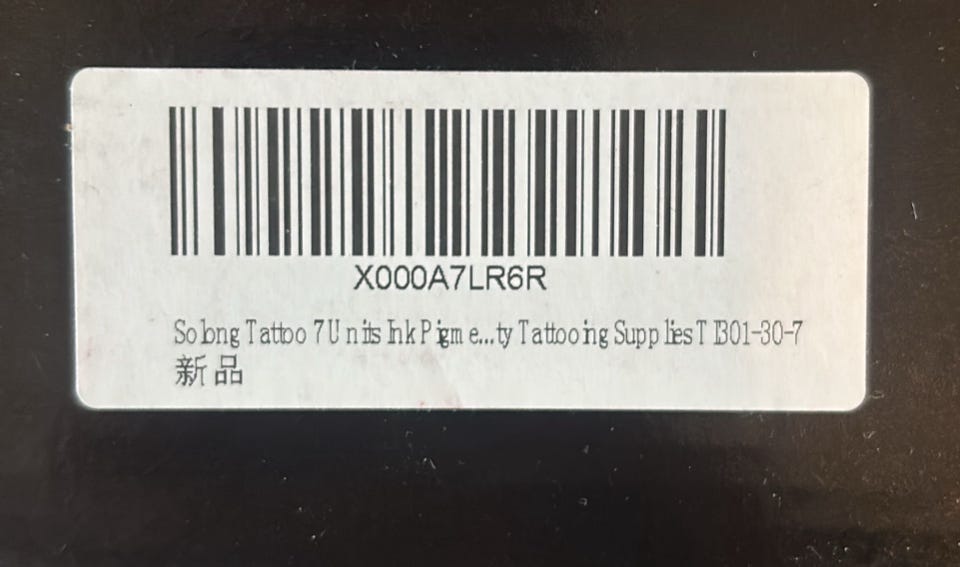 X000A7LR6R
Solong Tattoo 7 Units Ink Pigme...ty Tattooing Supplies TI301-30-7
新品